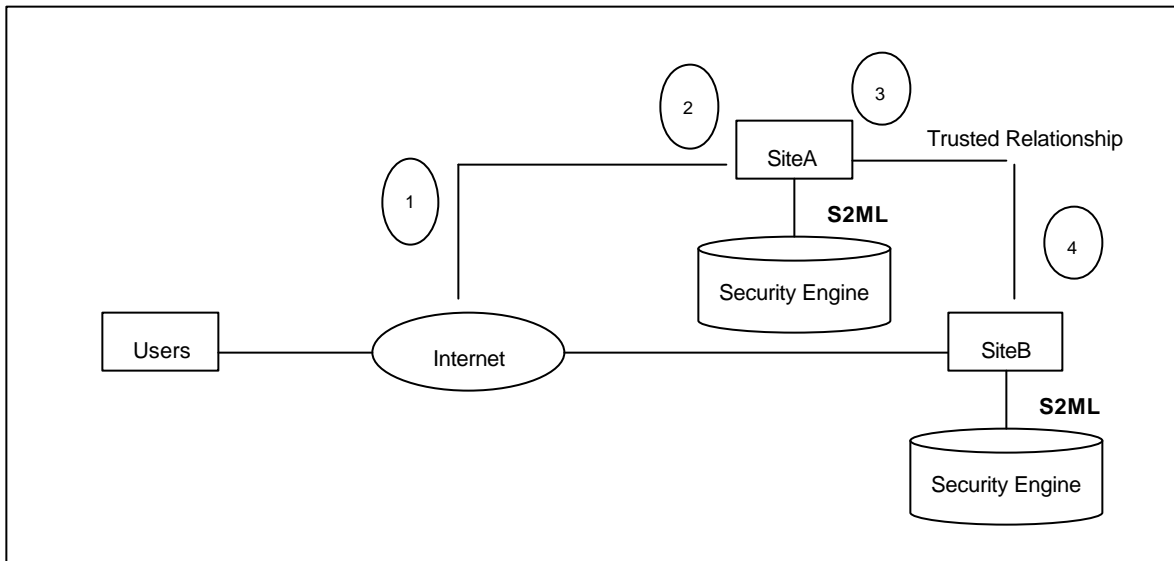 3
2
Trusted Relationship
SiteA
1
S2ML
4
Security Engine
Users
Internet
SiteB
S2ML
Security Engine